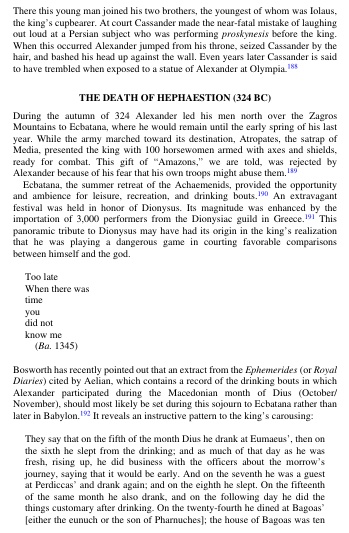 There this young man joined his two brothers, the youngest of whom was Iolaus,
the king's cupbearer. At court Cassander made the near-fatal mistake of laughing
out loud at a Persian subject who was performing proskynesis before the king.
When this occurred Alexander jumped from his throne, seized Cassander by the
hair, and bashed his head up against the wall. Even years later Cassander is said
to have trembled when exposed to a statue of Alexander at Olympia.188
THE DEATH OF HEPHAESTION (324 BC)
During the autumn of 324 Alexander led his men north over the Zagros
Mountains to Ecbatana, where he would remain until the early spring of his last
year. While the army marched toward its destination, Atropates, the satrap of
Media, presented the king with 100 horsewomen armed with axes and shields,
ready for combat. This gift of “Amazons,” we are told, was rejected by
Alexander because of his fear that his own troops might abuse them.189
Ecbatana, the summer retreat of the Achaemenids, provided the opportunity
and ambience for leisure, recreation, and drinking bouts.190 An extravagant
festival was held in honor of Dionysus. Its magnitude was enhanced by the
importation of 3,000 performers from the Dionysiac guild in Greece.191 This
panoramic tribute to Dionysus may have had its origin in the king's realization
that he was playing a dangerous game in courting favorable comparisons
between himself and the god.
Too late
When there was
time
you
did not
know me
(Ba. 1345)
Bosworth has recently pointed out that an extract from the Ephemerides (or Royal
Diaries) cited by Aelian, which contains a record of the drinking bouts in which
Alexander participated during the Macedonian month of Dius (October/
November), should most likely be set during this sojourn to Ecbatana rather than
later in Babylon.192 It reveals an instructive pattern to the king's carousing:
They say that on the fifth of the month Dius he drank at Eumaeus', then on
the sixth he slept from the drinking; and as much of that day as he was
fresh, rising up, he did business with the officers about the morrow's
journey, saying that it would be early. And on the seventh he was a guest
at Perdiccas' and drank again; and on the eighth he slept. On the fifteenth
of the same month he also drank, and on the following day he did the
things customary after drinking. On the twenty-fourth he dined at Bagoas'
[either the eunuch or the son of Pharnuches]; the house of Bagoas was ten